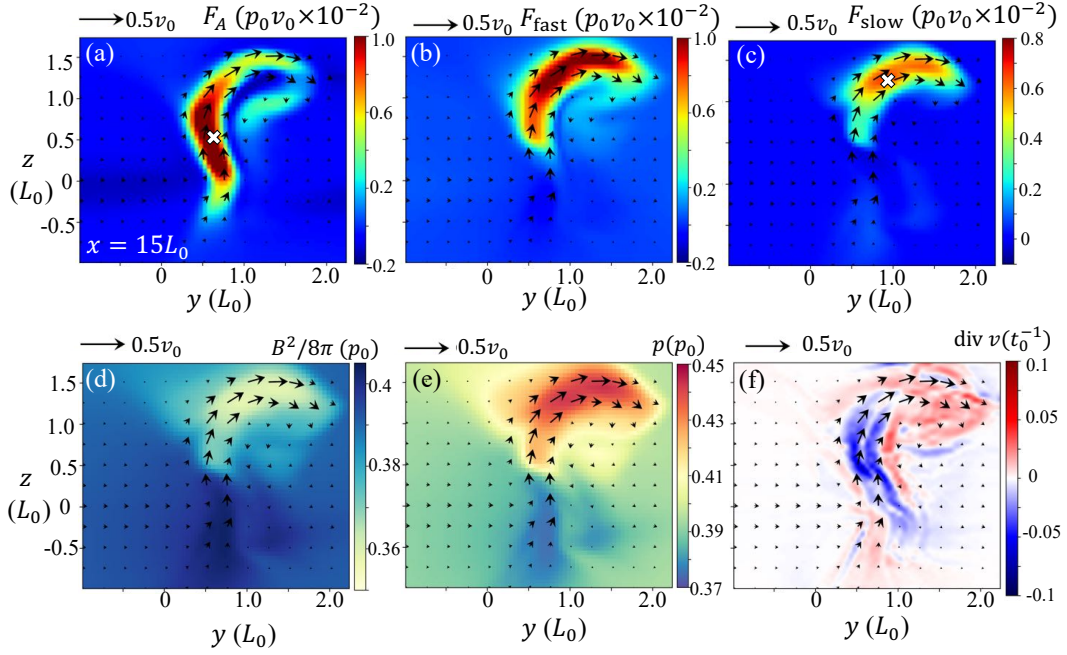 0.5v₀ F_A (p₀v₀×10⁻²)
0.5v₀ F_fast (p₀v₀×10⁻²)
0.5v₀ F_slow (p₀v₀×10⁻²)
(a)
1.5
1.0
z
0.5
(L₀)
0
-0.5
x = 15L₀
0 1.0 2.0
y (L₀)
1.0
0.6
0.2
-0.2
(b)
0 1.0 2.0
y (L₀)
1.0
0.6
0.2
-0.2
(c)
0 1.0 2.0
y (L₀)
0.8
0.6
0.4
0.2
0
-0.1
0.5v₀ B²/8π (p₀)
0.5v₀ p(p₀)
0.5v₀ div v(t₀⁻¹)
(d)
1.5
1.0
z
0.5
(L₀)
0
-0.5
0 1.0 2.0
y (L₀)
0.4
0.38
0.36
(e)
0 1.0 2.0
y (L₀)
0.45
0.43
0.41
0.39
0.37
(f)
0 1.0 2.0
y (L₀)
0.1
0.05
0
-0.05
-0.1